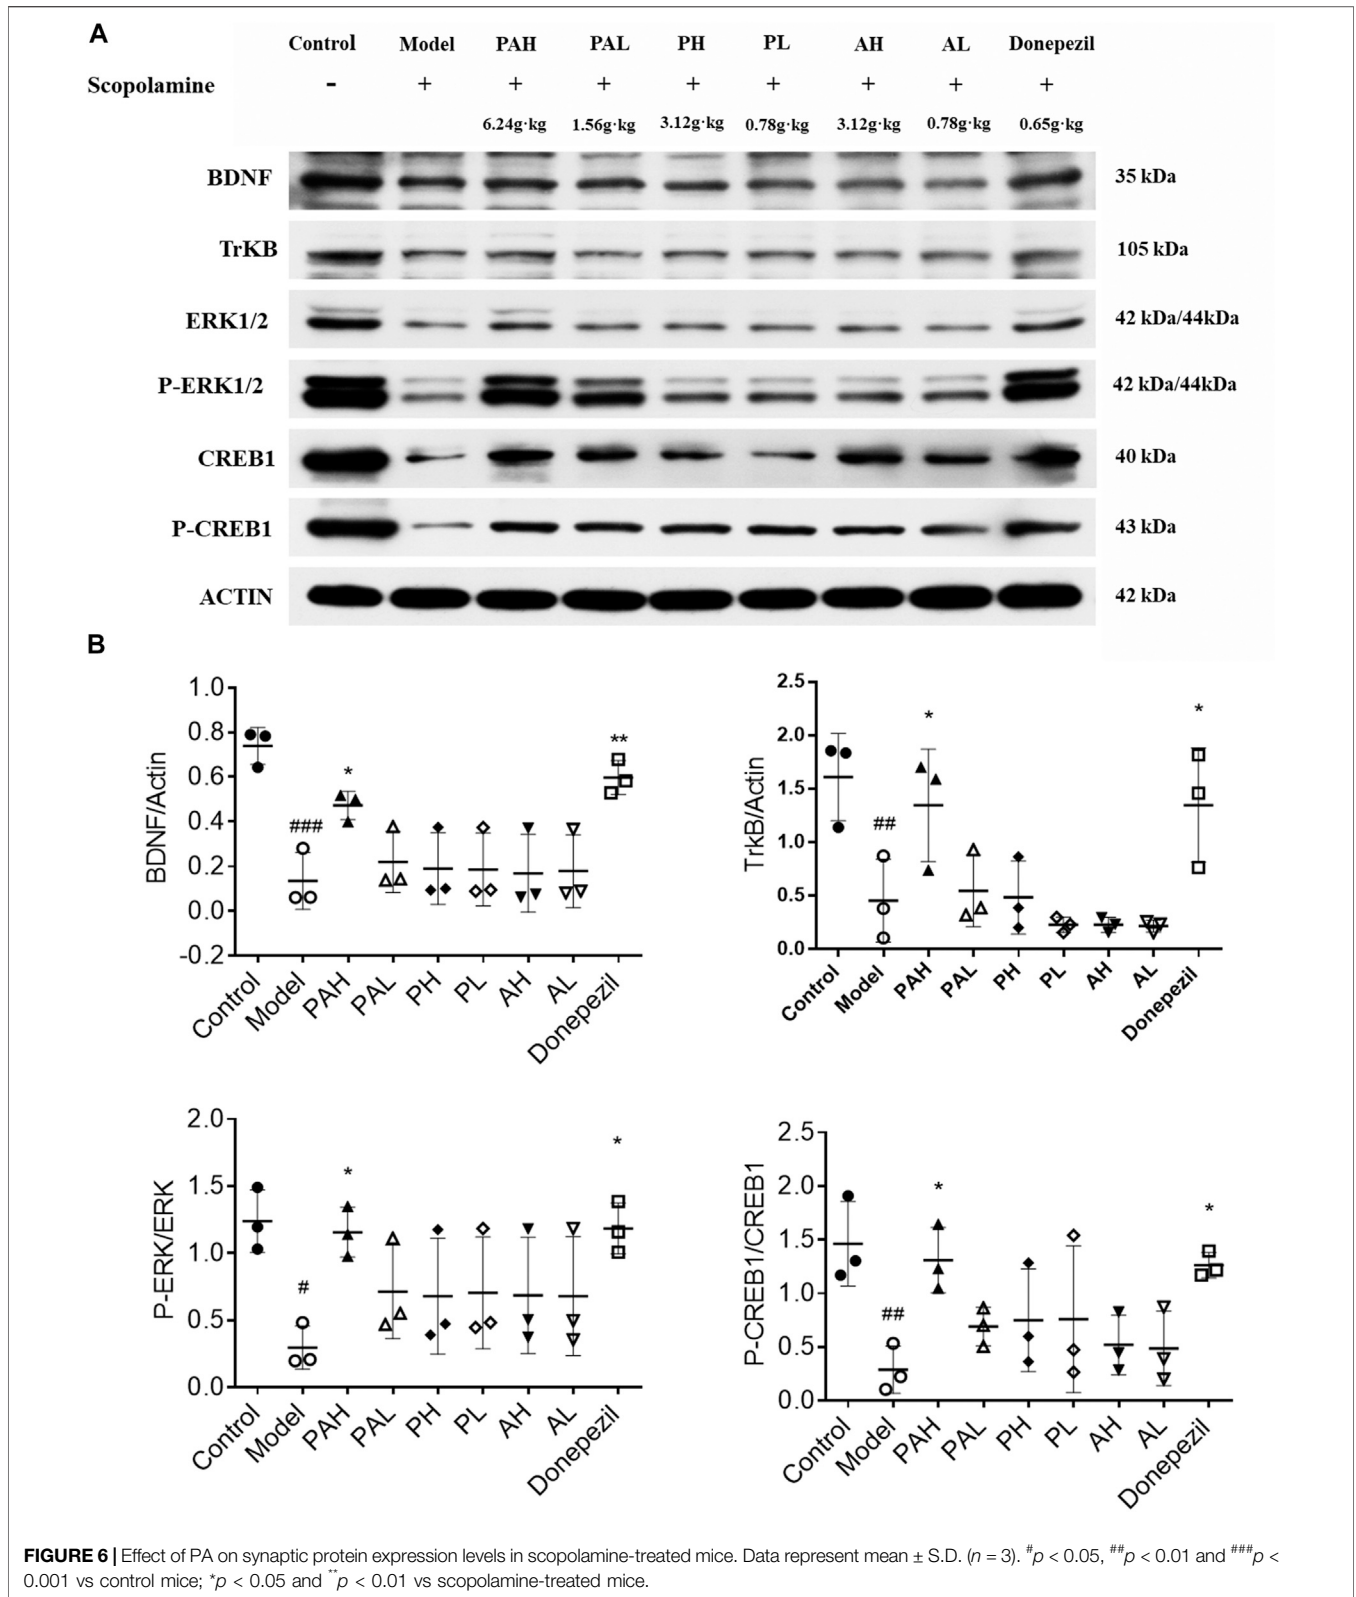 A
Control Model PAH PAL PH PL AH AL Donepezil
Scopolamine - + + + + + + + +
6.24g·kg 1.56g·kg 3.12g·kg 0.78g·kg 3.12g·kg 0.78g·kg 0.65g·kg
BDNF 35 kDa
TrKB 105 kDa
ERK1/2 42 kDa/44kDa
P-ERK1/2 42 kDa/44kDa
CREB1 40 kDa
P-CREB1 43 kDa
ACTIN 42 kDa
B
BDNF/Actin
1.0
0.8
0.6
0.4
0.2
0.0
-0.2
###
*
**
Control Model PAH PAL PH PL AH AL Donepezil
TrkB/Actin
2.5
2.0
1.5
1.0
0.5
0.0
##
*
*
Control Model PAH PAL PH PL AH AL Donepezil
P-ERK/ERK
2.0
1.5
1.0
0.5
0.0
#
*
*
Control Model PAH PAL PH PL AH AL Donepezil
P-CREB1/CREB1
2.5
2.0
1.5
1.0
0.5
0.0
##
*
*
Control Model PAH PAL PH PL AH AL Donepezil
FIGURE 6 | Effect of PA on synaptic protein expression levels in scopolamine-treated mice. Data represent mean ± S.D. (n = 3). #p < 0.05, ##p < 0.01 and ###p <
0.001 vs control mice; *p < 0.05 and **p < 0.01 vs scopolamine-treated mice.